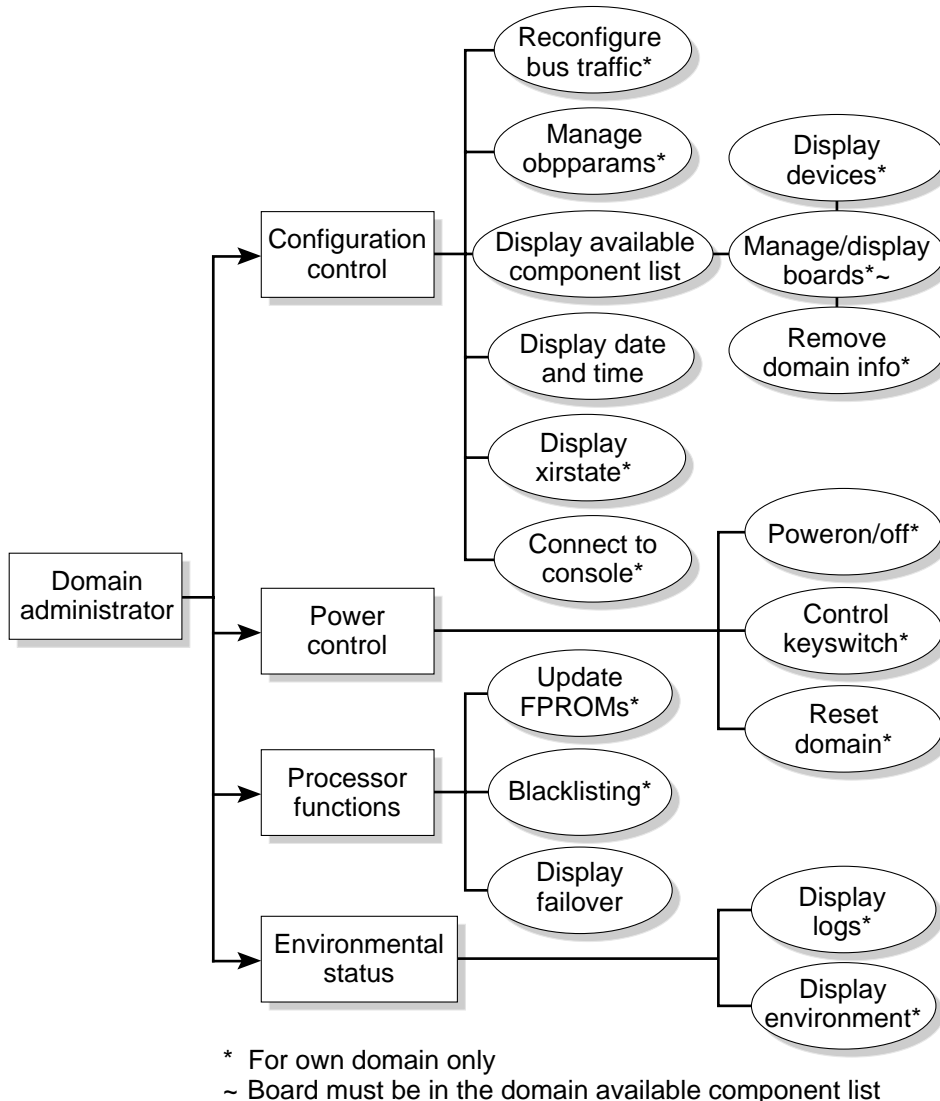 Reconfigure
bus traffic*
Manage
obpparams*
Display
devices*
Configuration
control
Display available
component list
Manage/display
boards*~
Display date
and time
Remove
domain info*
Display
xirstate*
Connect to
console*
Poweron/off*
Domain
administrator
Power
control
Control
keyswitch*
Update
FPROMs*
Reset
domain*
Processor
functions
Blacklisting*
Display
failover
Environmental
status
Display
logs*
Display
environment*
* For own domain only
~ Board must be in the domain available component list